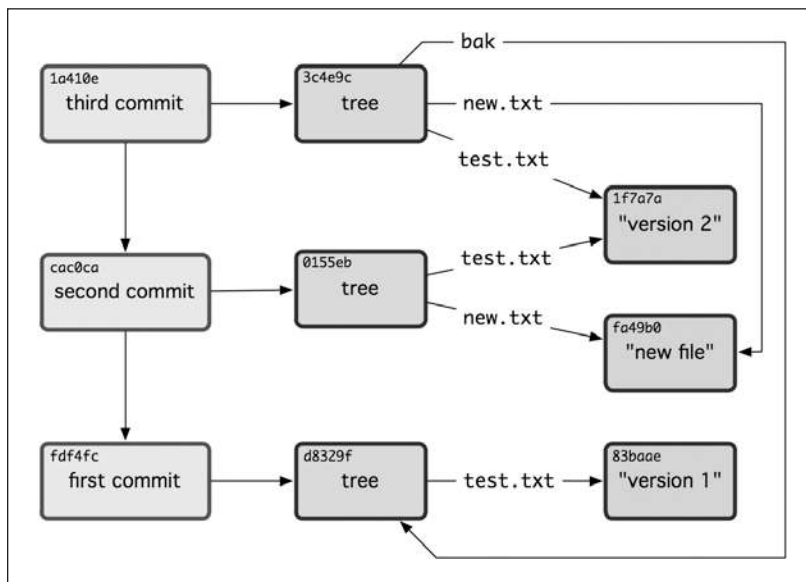 bak
1a410e
third commit
3c4e9c
tree
new.txt
test.txt
1f7a7a
"version 2"
cac0ca
second commit
0155eb
tree
test.txt
new.txt
fa49b0
"new file"
fdf4fc
first commit
d8329f
tree
test.txt
83baae
"version 1"